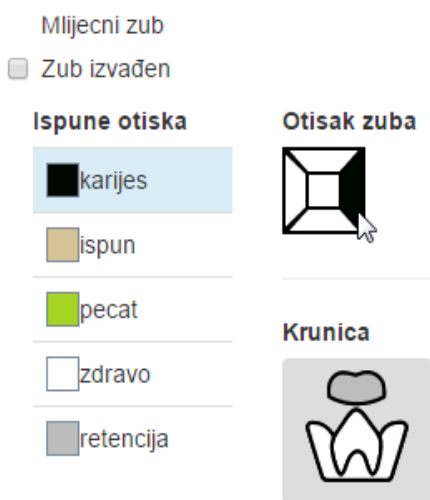 Mlijecni zub
Zub izvađen
Ispune otiska
karijes
ispun
pecat
zdravo
retencija
Otisak zuba
Krunica